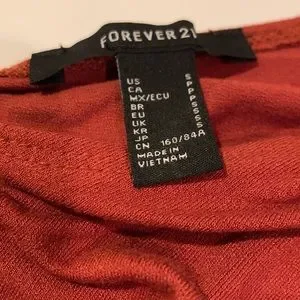 FOREVER 21
US S
CA P
MX/ECU P
BR P
EU S
UK S
KR S
JP S
CN 160/84A
MADE IN
VIETNAM